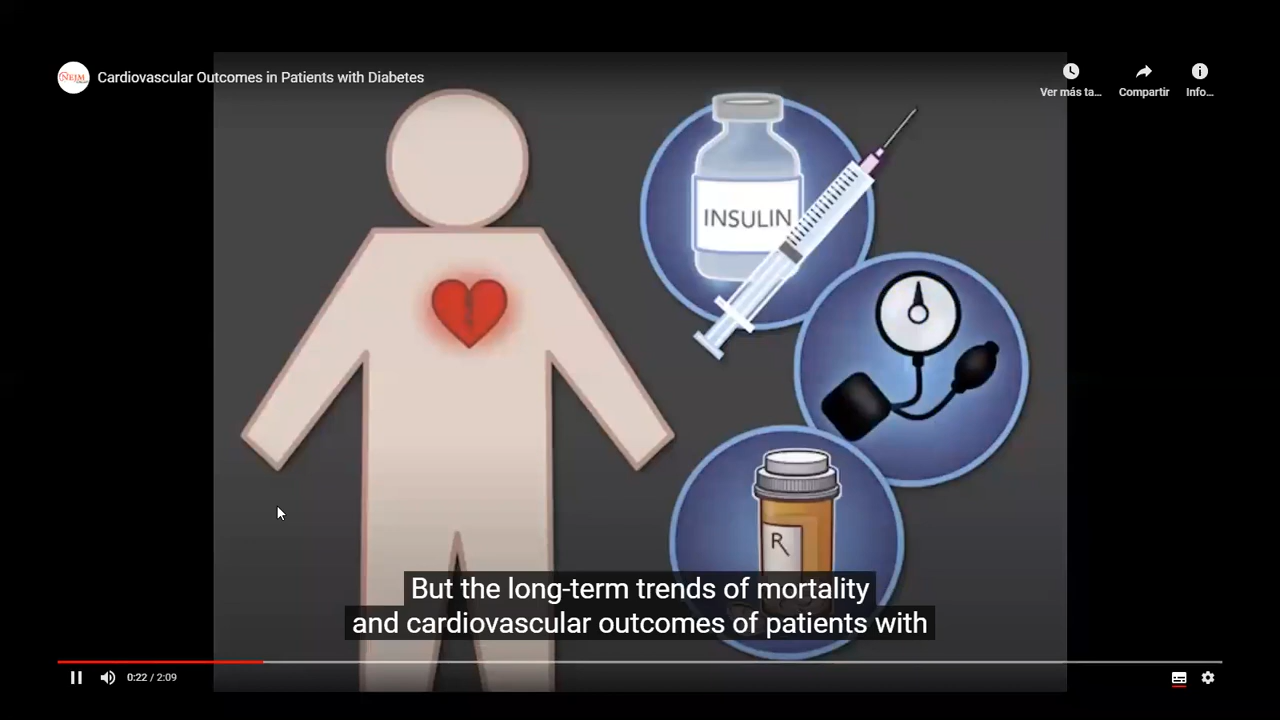 NEJM
Cardiovascular Outcomes in Patients with Diabetes
Ver más ta...
Compartir
Info...
INSULIN
R
But the long-term trends of mortality
and cardiovascular outcomes of patients with
0:22 / 2:09